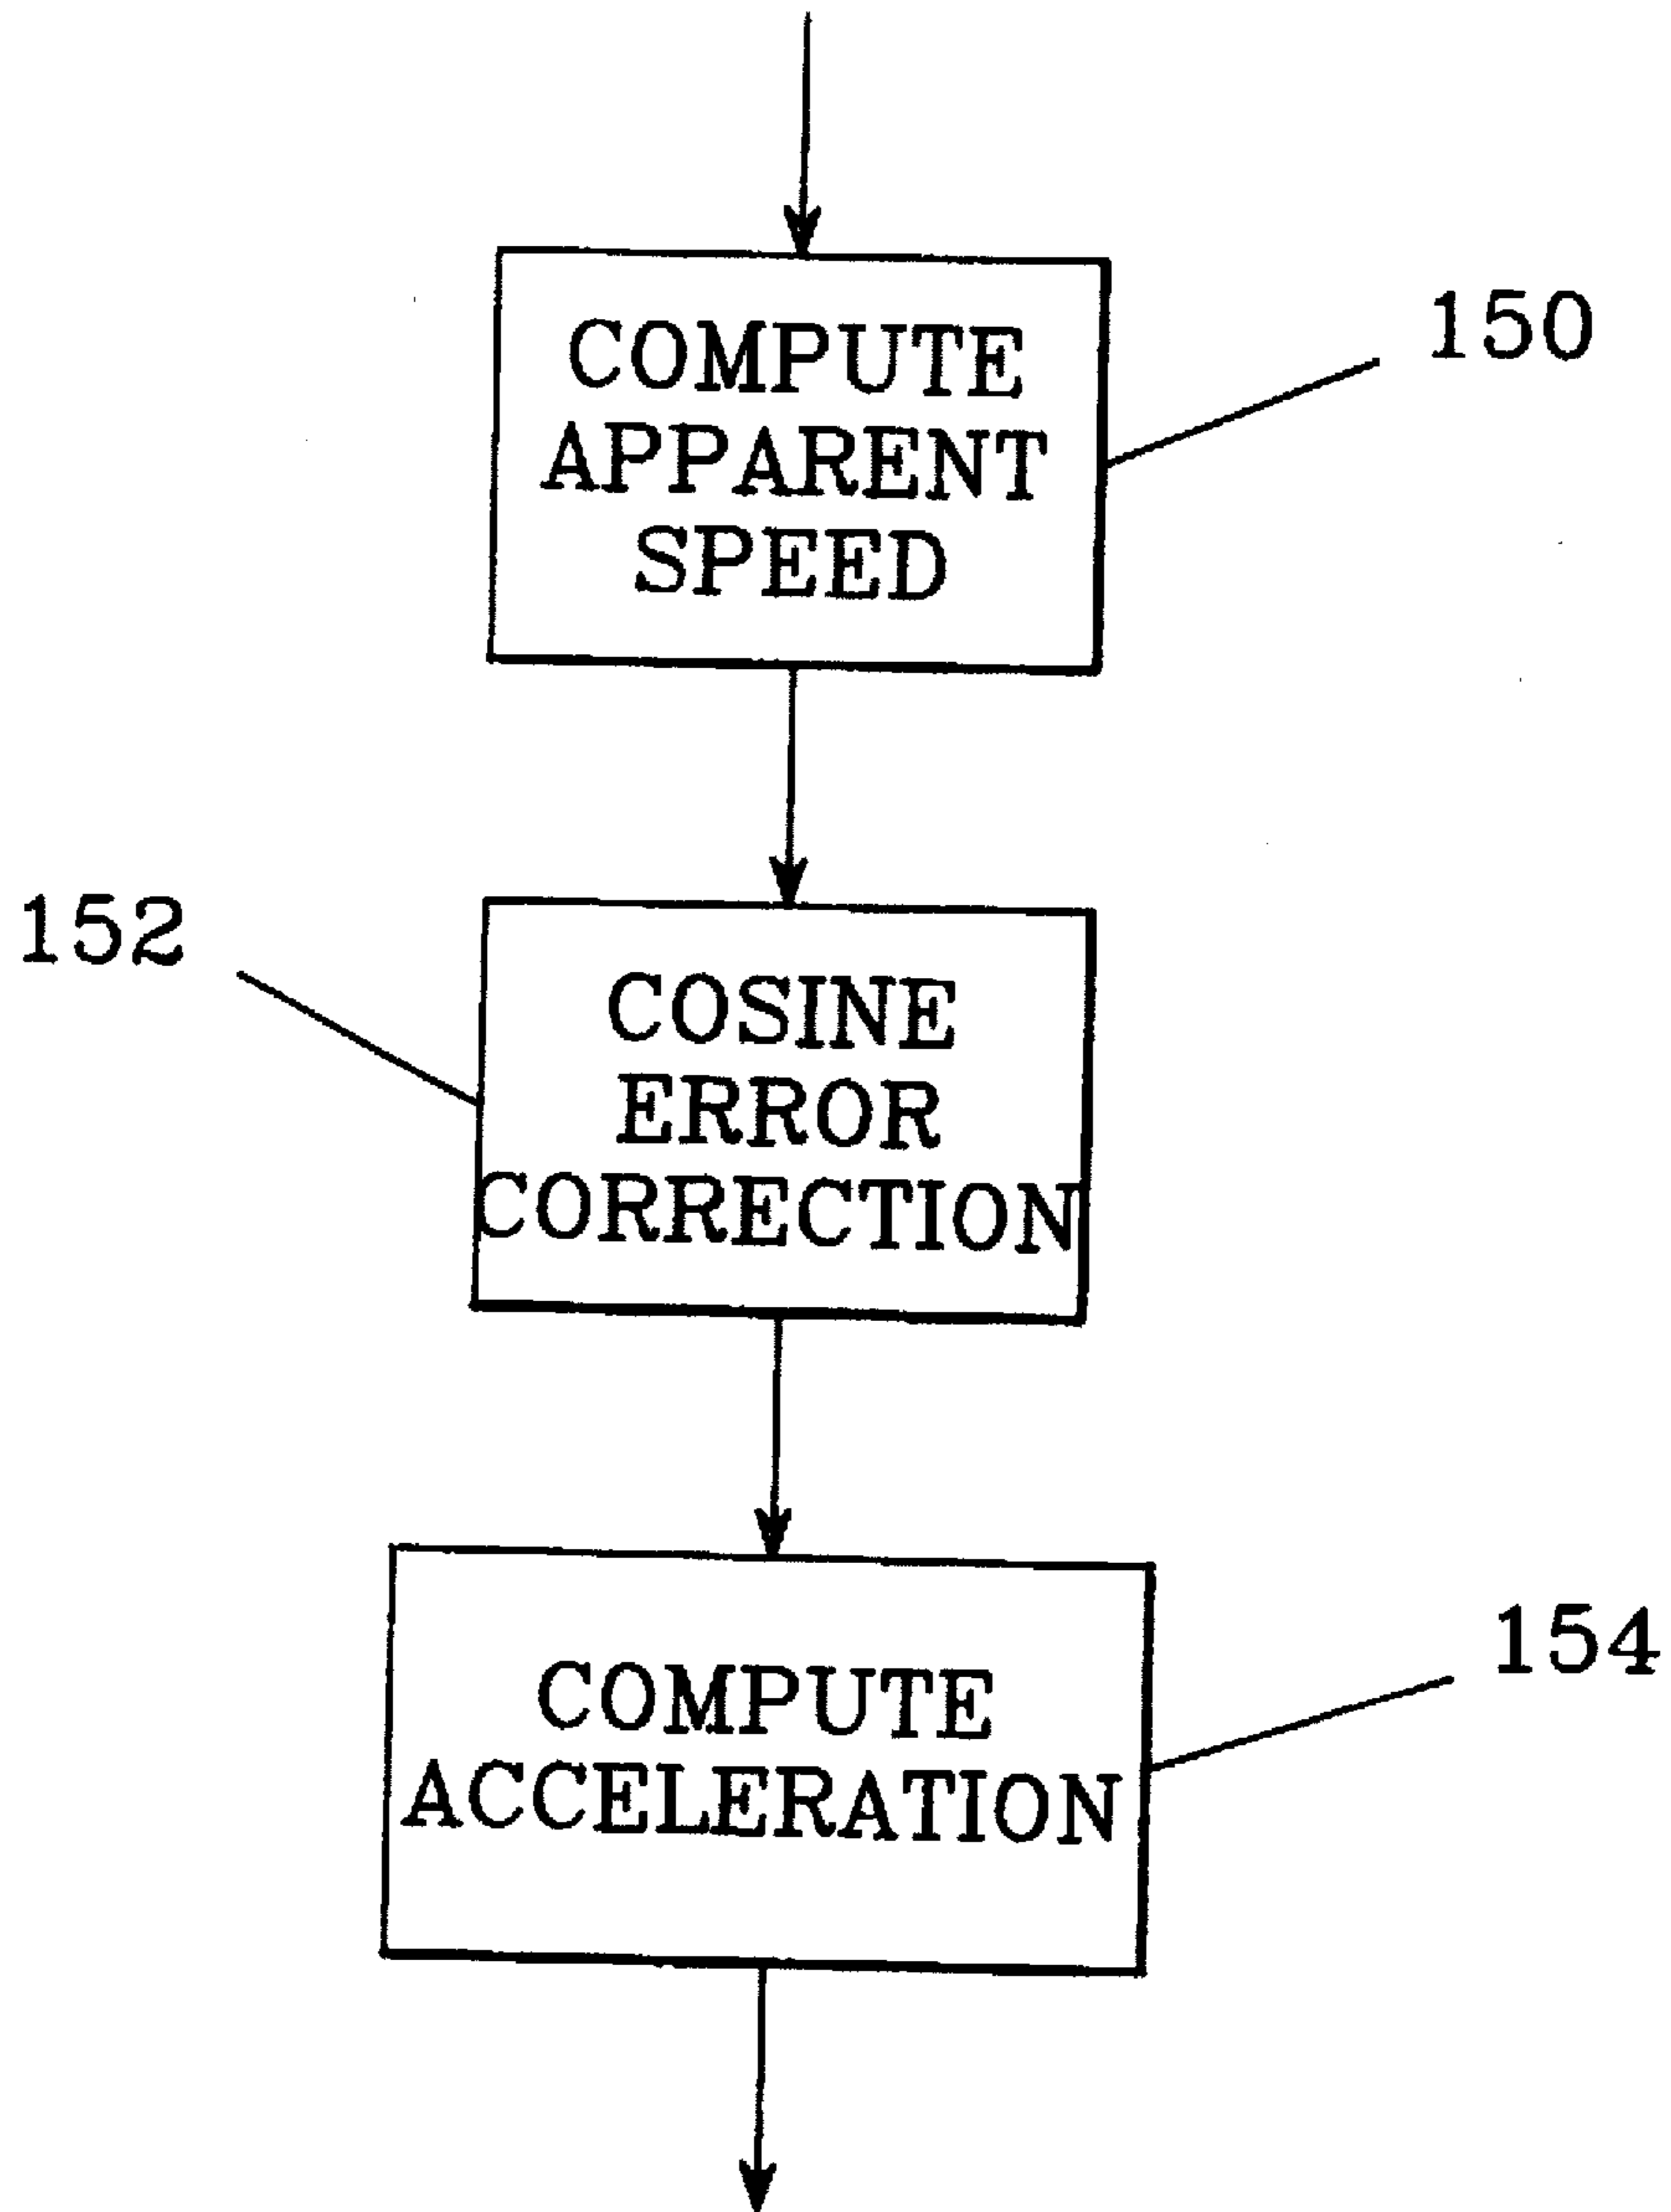 COMPUTE
APPARENT
SPEED
150
152
COSINE
ERROR
CORRECTION
COMPUTE
ACCELERATION
154